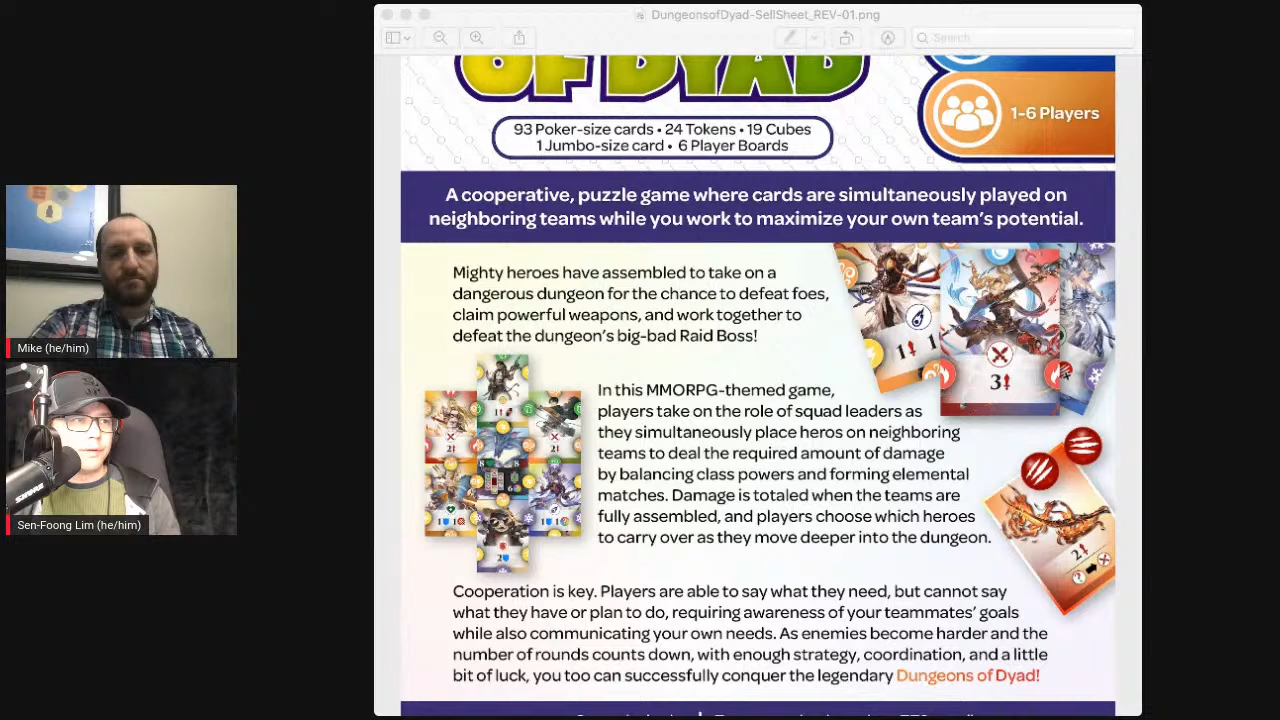 DungeonsofDyad-SellSheet_REV-01.png
Search
OF DYAD
1-6 Players
93 Poker-size cards • 24 Tokens • 19 Cubes
1 Jumbo-size card • 6 Player Boards
A cooperative, puzzle game where cards are simultaneously played on
neighboring teams while you work to maximize your own team's potential.
Mighty heroes have assembled to take on a
dangerous dungeon for the chance to defeat foes,
claim powerful weapons, and work together to
defeat the dungeon's big-bad Raid Boss!
In this MMORPG-themed game,
players take on the role of squad leaders as
they simultaneously place heros on neighboring
teams to deal the required amount of damage
by balancing class powers and forming elemental
matches. Damage is totaled when the teams are
fully assembled, and players choose which heroes
to carry over as they move deeper into the dungeon.
Cooperation is key. Players are able to say what they need, but cannot say
what they have or plan to do, requiring awareness of your teammates' goals
while also communicating your own needs. As enemies become harder and the
number of rounds counts down, with enough strategy, coordination, and a little
bit of luck, you too can successfully conquer the legendary Dungeons of Dyad!
1 1
3
2
Mike (he/him)
SHURE
Sen-Foong Lim (he/him)